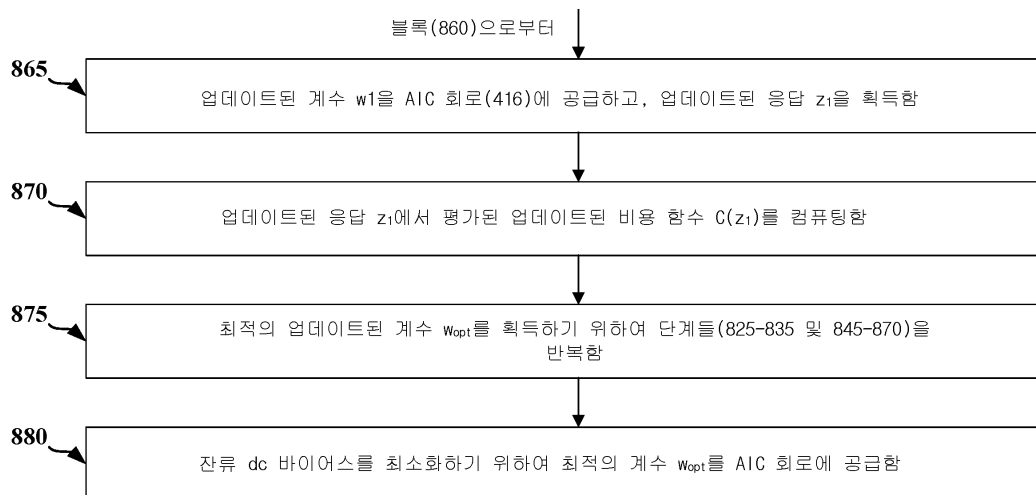 블록(860)으로부터
865
업데이트된 계수 w1을 AIC 회로(416)에 공급하고, 업데이트된 응답 z₁을 획득함
870
업데이트된 응답 z₁에서 평가된 업데이트된 비용 함수 C(z₁)를 컴퓨팅함
875
최적의 업데이트된 계수 wₒₚₜ를 획득하기 위하여 단계들(825-835 및 845-870)을
반복함
880
잔류 dc 바이어스를 최소화하기 위하여 최적의 계수 wₒₚₜ를 AIC 회로에 공급함